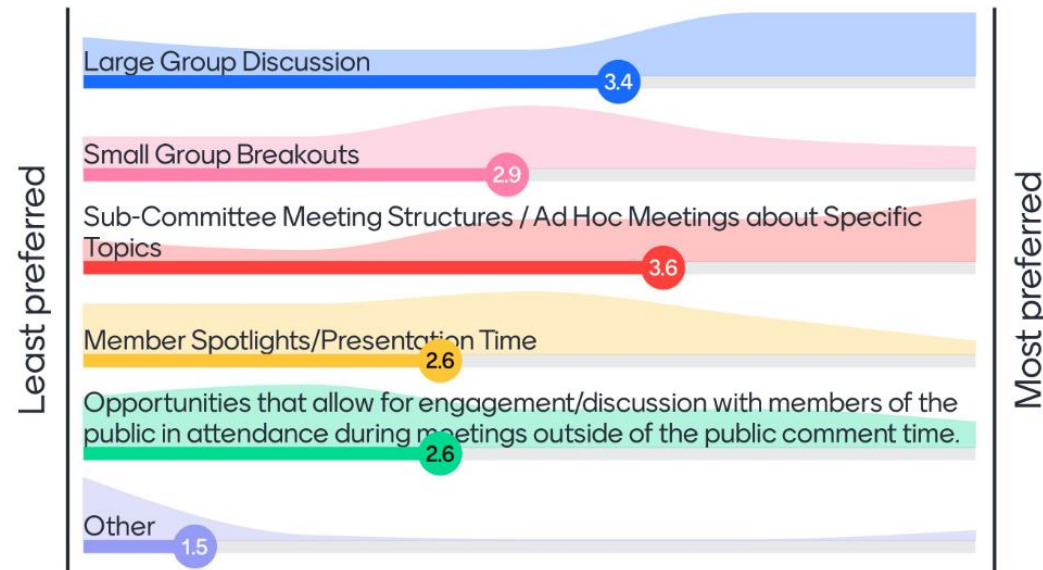 Least preferred
Large Group Discussion
3.4
Small Group Breakouts
2.9
Sub-Committee Meeting Structures / Ad Hoc Meetings about Specific
Topics
3.6
Member Spotlights/Presentation Time
2.6
Opportunities that allow for engagement/discussion with members of the
public in attendance during meetings outside of the public comment time.
2.6
Other
1.5
Most preferred